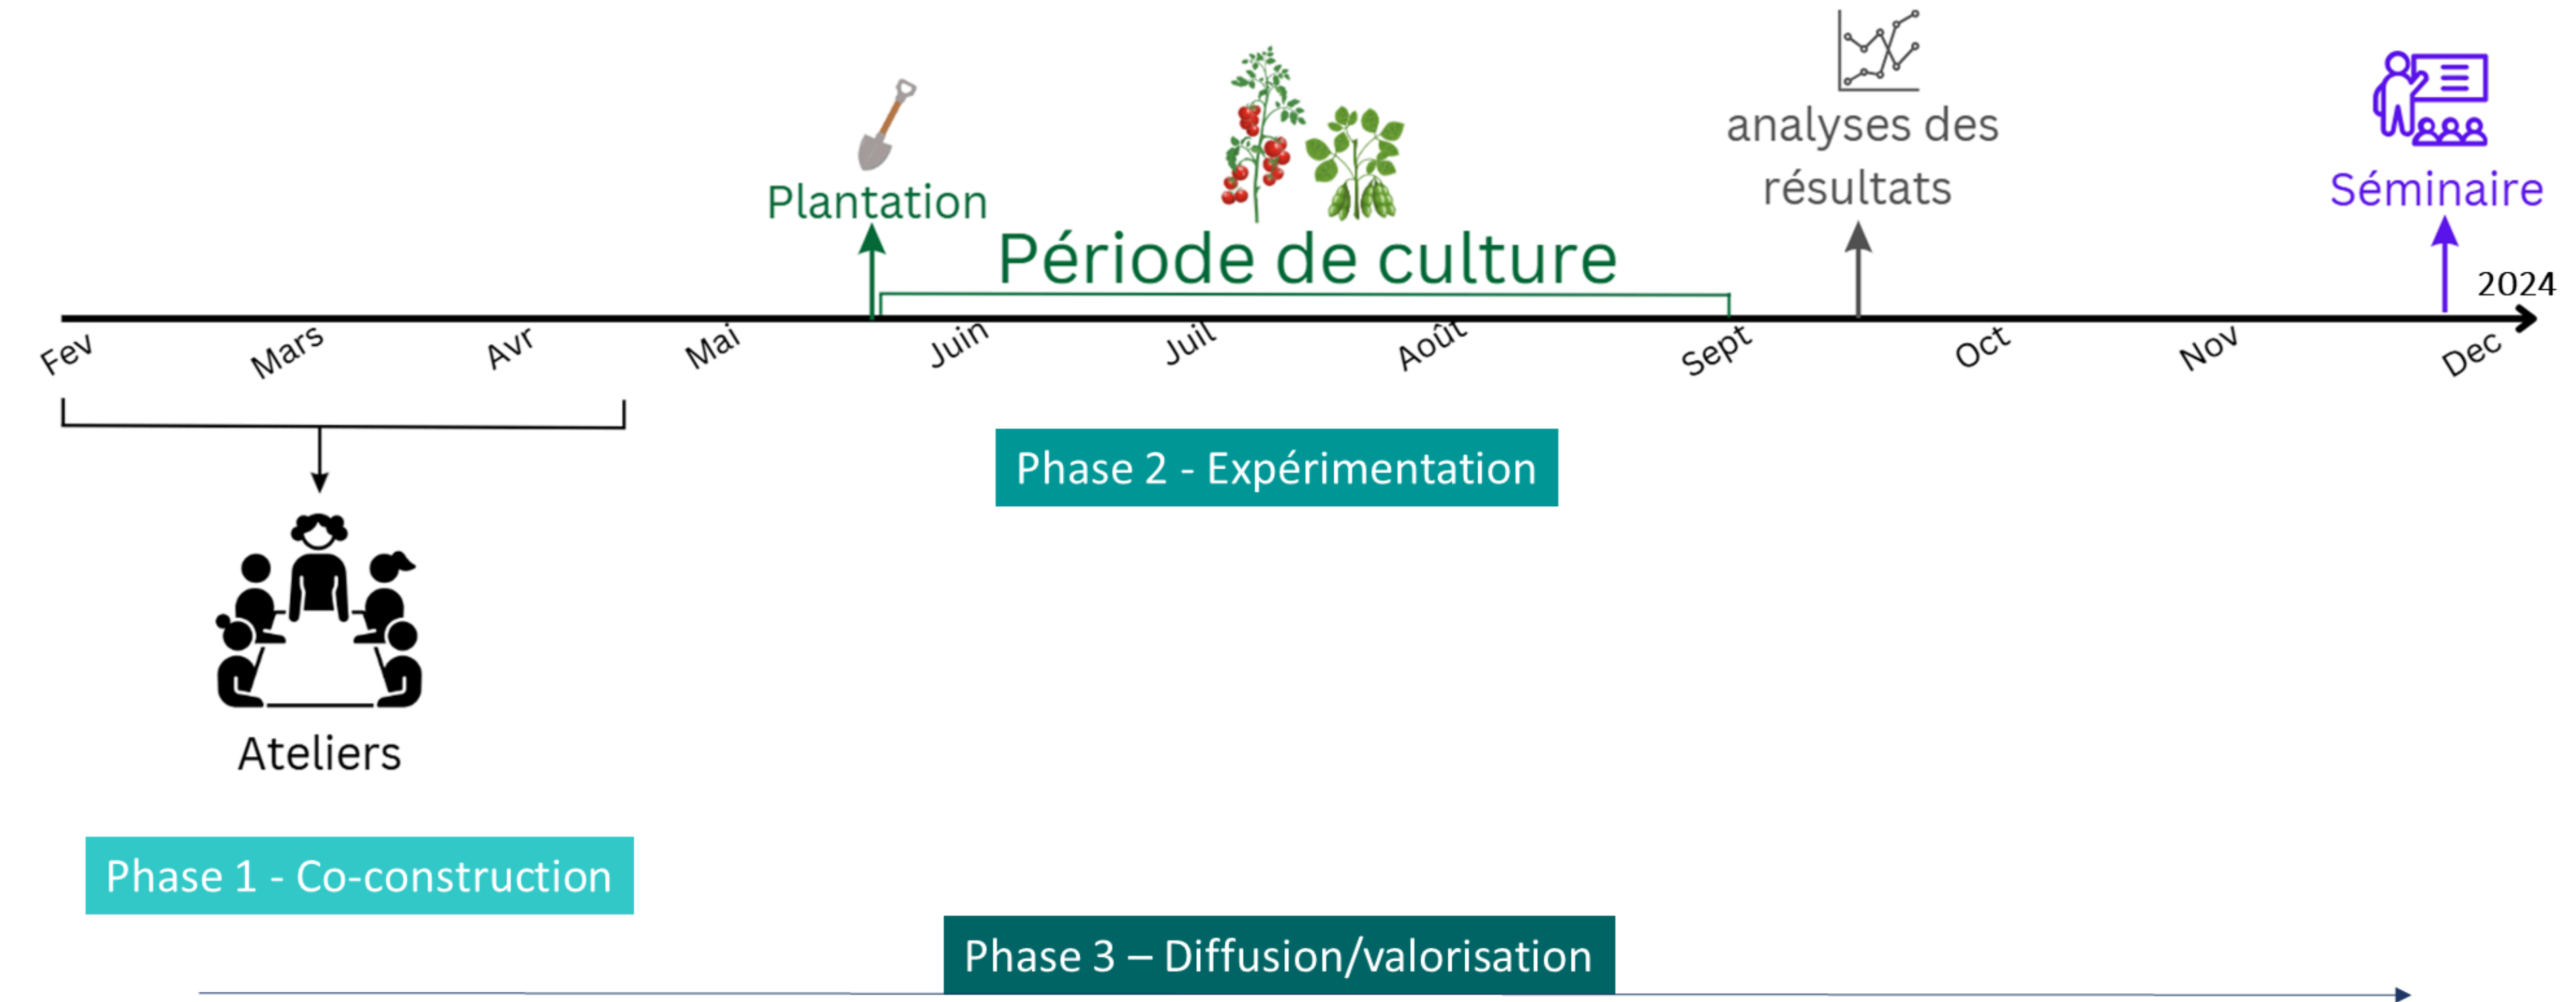 analyses des
résultats
Plantation
Séminaire
Période de culture
2024
Fev
Mars
Avr
Mai
Juin
Juil
Août
Sept
Oct
Nov
Dec
Phase 2 - Expérimentation
Ateliers
Phase 1 - Co-construction
Phase 3 – Diffusion/valorisation